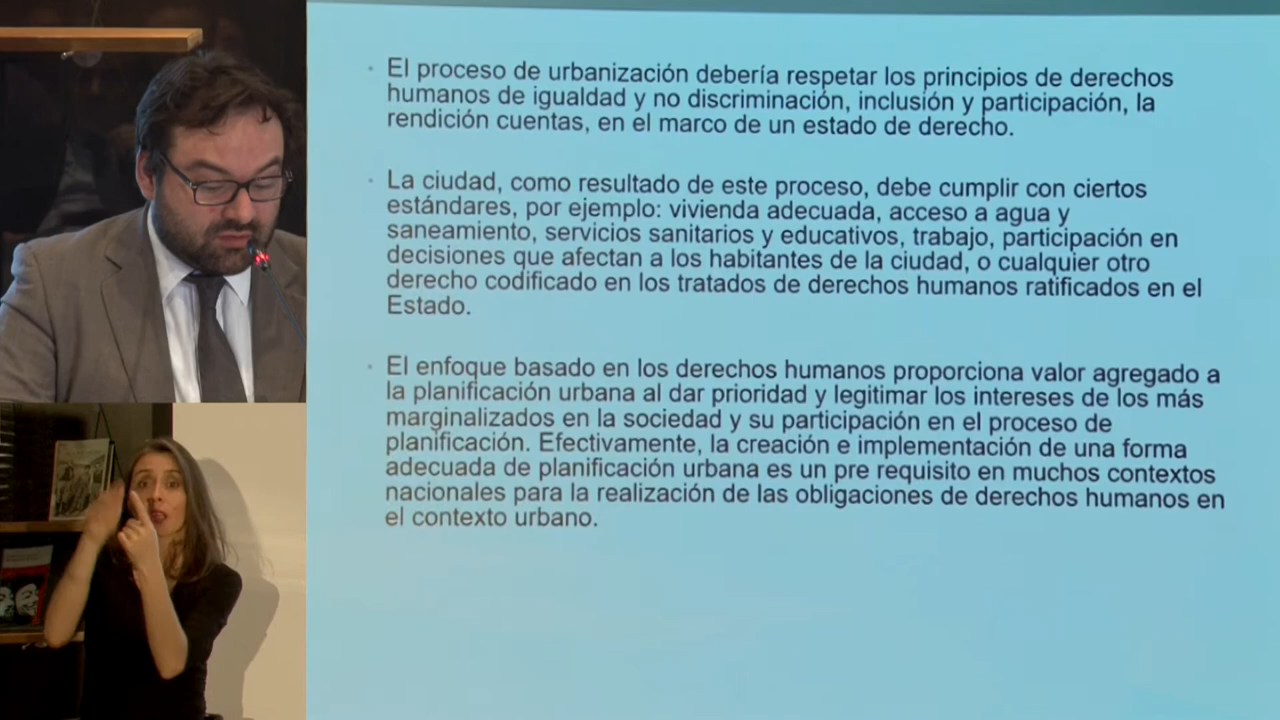 El proceso de urbanización debería respetar los principios de derechos
humanos de igualdad y no discriminación, inclusión y participación, la
rendición cuentas, en el marco de un estado de derecho.
La ciudad, como resultado de este proceso, debe cumplir con ciertos
estándares, por ejemplo: vivienda adecuada, acceso a agua y
saneamiento, servicios sanitarios y educativos, trabajo, participación en
decisiones que afectan a los habitantes de la ciudad, o cualquier otro
derecho codificado en los tratados de derechos humanos ratificados en el
Estado.
El enfoque basado en los derechos humanos proporciona valor agregado a
la planificación urbana al dar prioridad y legitimar los intereses de los más
marginalizados en la sociedad y su participación en el proceso de
planificación. Efectivamente, la creación e implementación de una forma
adecuada de planificación urbana es un pre requisito en muchos contextos
nacionales para la realización de las obligaciones de derechos humanos en
el contexto urbano.